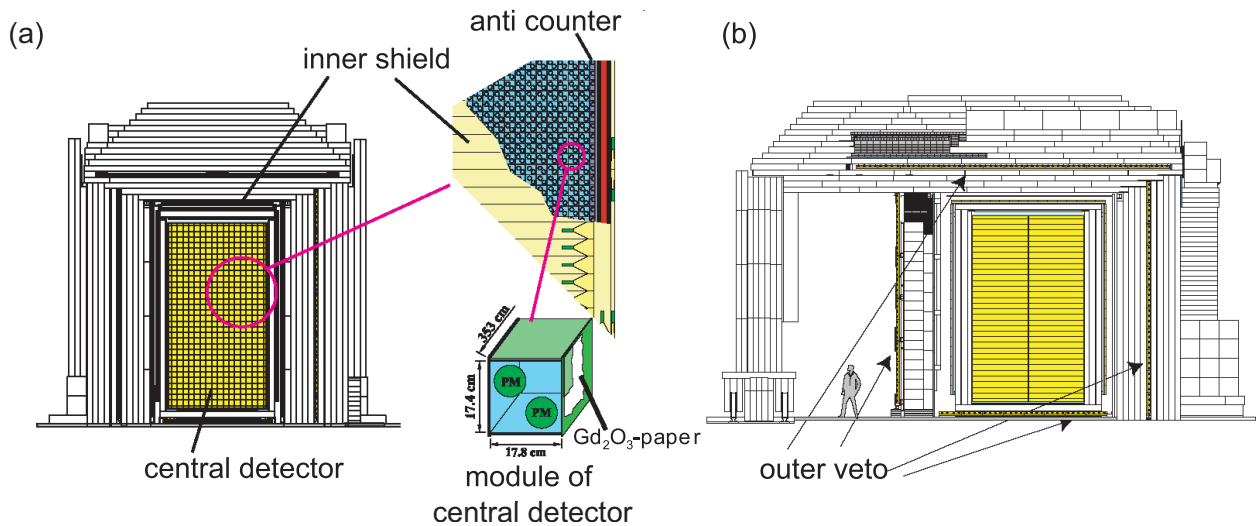 (a)
inner shield
anti counter
(b)
353 cm
17.4 cm
PM
PM
17.8 cm
Gd₂O₃-paper
central detector
module of
central detector
outer veto